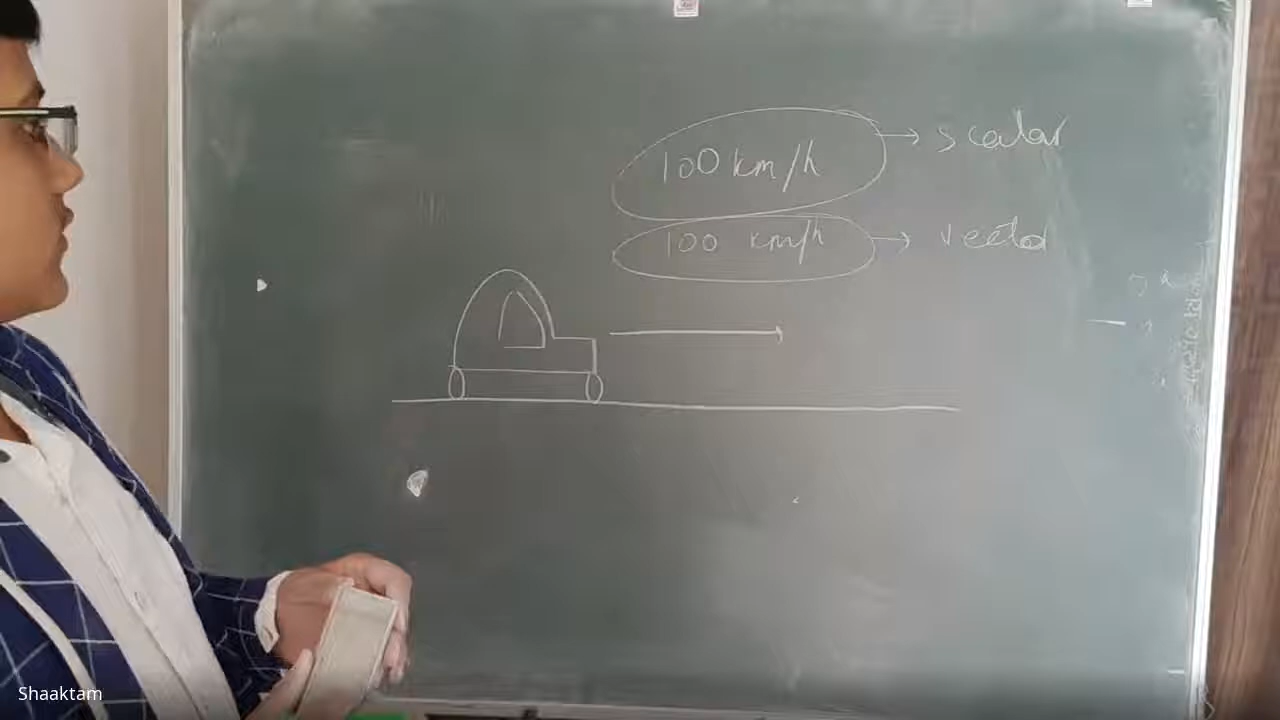 100 km/h → scalar
100 km/h → vector
Shaaktam